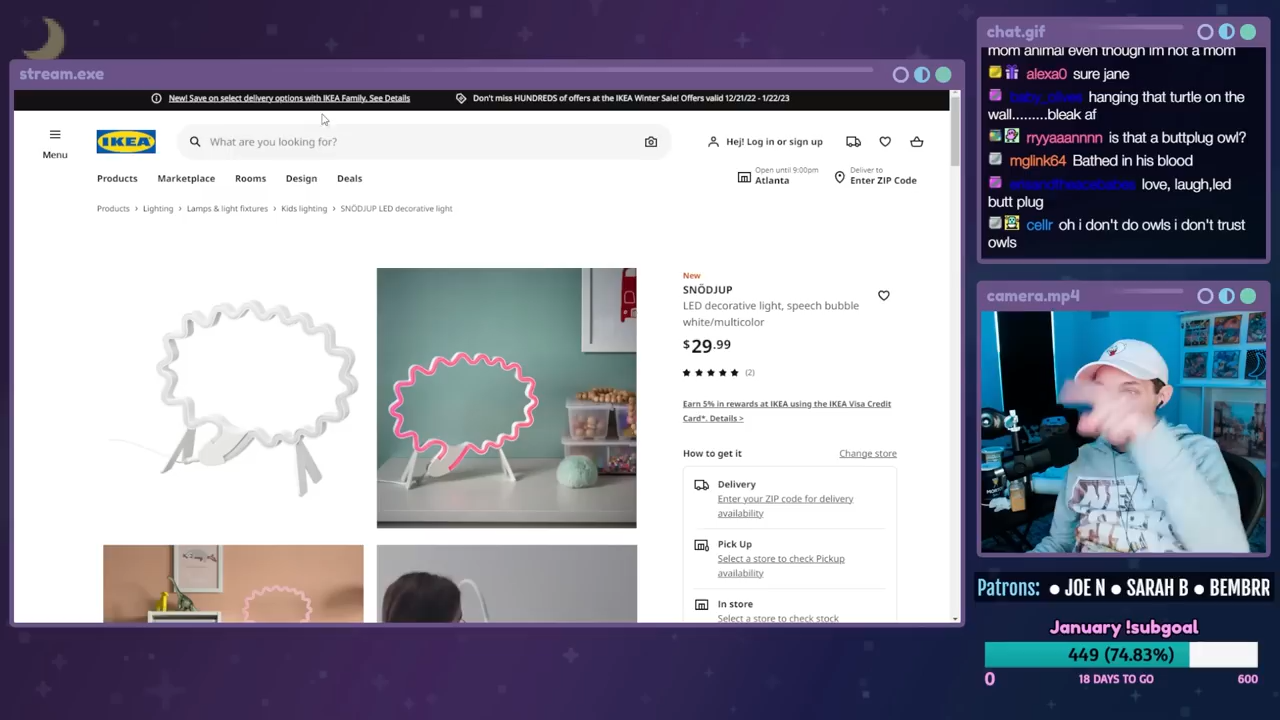 stream.exe
New! Save on select delivery options with IKEA Family. See Details
Don't miss HUNDREDS of offers at the IKEA Winter Sale! Offers valid 12/21/22 - 1/22/23
Menu
IKEA
What are you looking for?
Hej! Log in or sign up
Products
Marketplace
Rooms
Design
Deals
Open until 9:00pm
Atlanta
Deliver to
Enter ZIP Code
Products > Lighting > Lamps & light fixtures > Kids lighting > SNÖDJUP LED decorative light
New
SNÖDJUP
LED decorative light, speech bubble
white/multicolor
$29.99
(2)
Earn 5% in rewards at IKEA using the IKEA Visa Credit
Card*. Details >
How to get it
Change store
Delivery
Enter your ZIP code for delivery
availability
Pick Up
Select a store to check Pickup
availability
In store
Select a store to check stock
chat.gif
mom animal even though im not a mom
alexa0 sure jane
hanging that turtle on the
wall.........bleak af
rryyaannnn is that a buttplug owl?
mglink64 Bathed in his blood
love, laugh,led
butt plug
cellr oh i don't do owls i don't trust
owls
camera.mp4
Patrons: ● JOE N ● SARAH B ● BEMBRR
January !subgoal
449 (74.83%)
0
18 DAYS TO GO
600